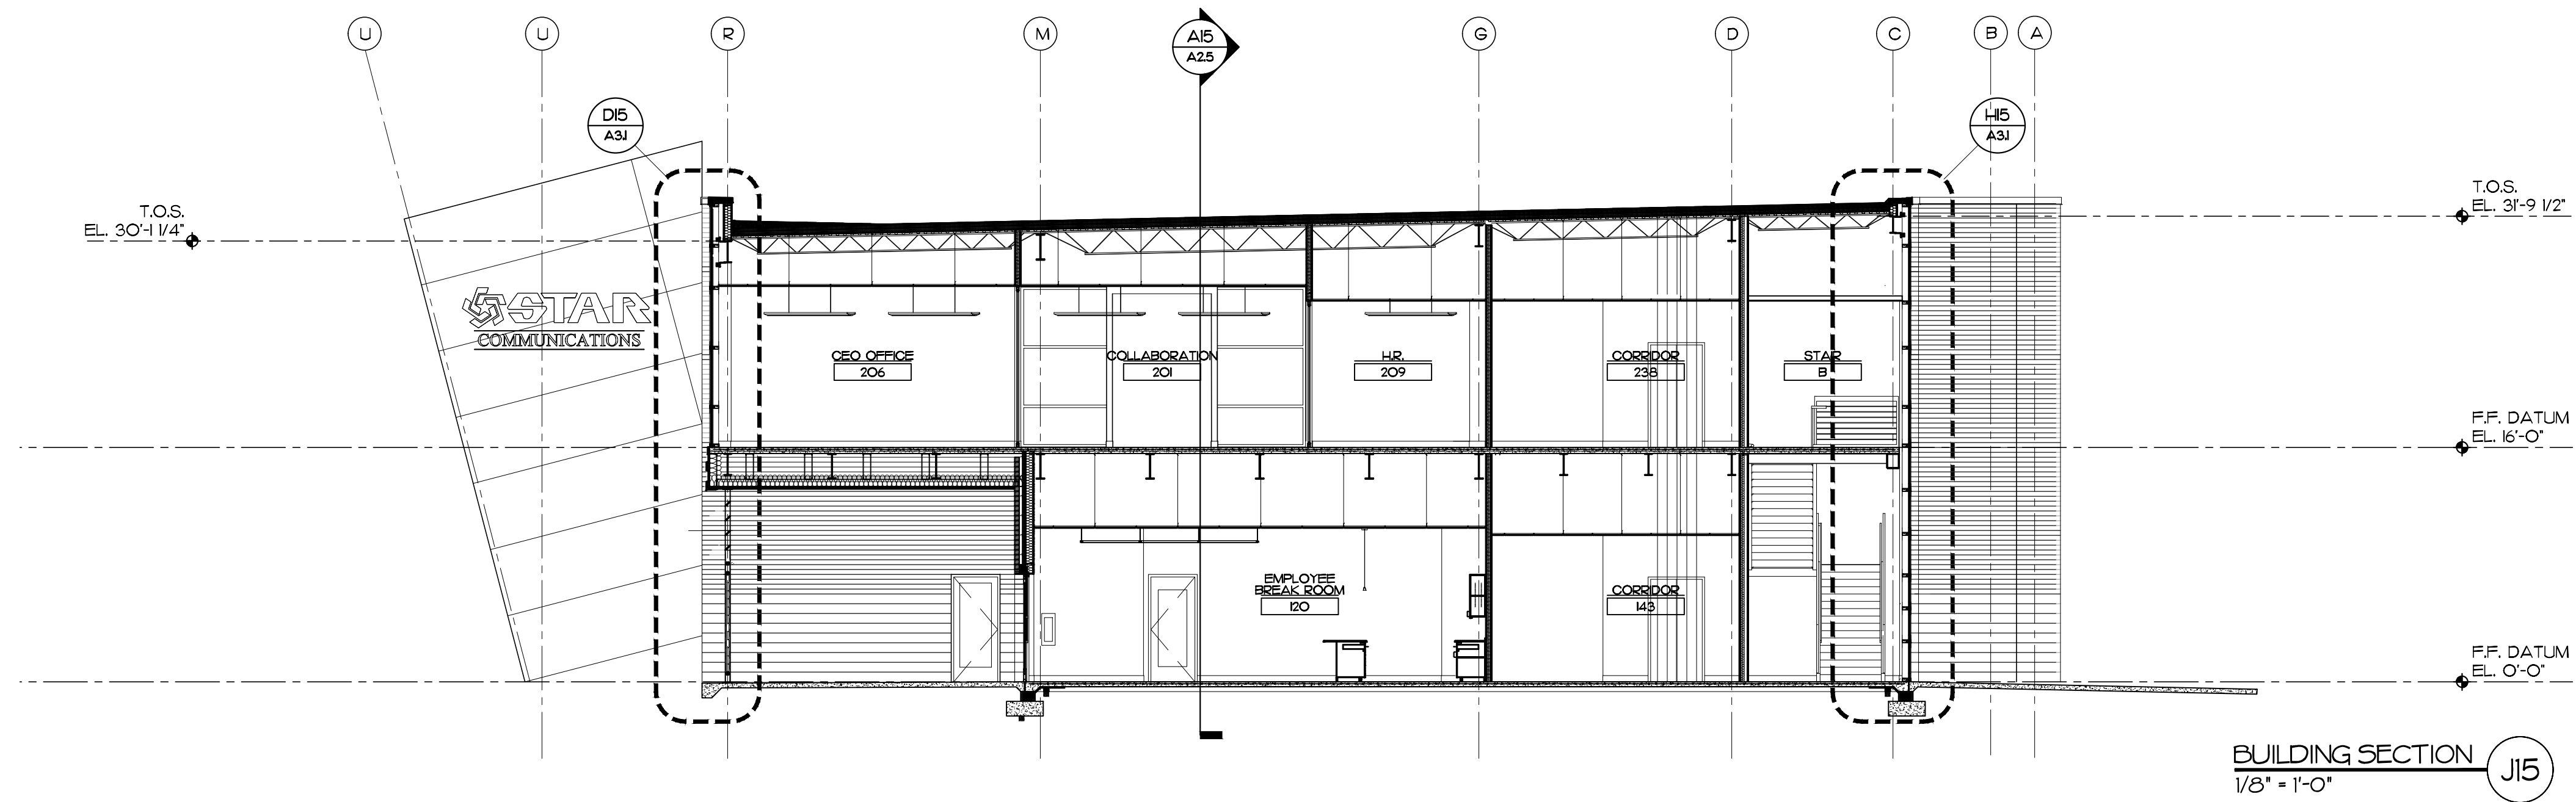 U
U
R
M
A15
A2.5
G
D
C
B
A
D15
A3.1
H15
A3.1
T.O.S.
EL. 30'-1 1/4"
T.O.S.
EL. 31'-9 1/2"
STAR
COMMUNICATIONS
CEO OFFICE
206
COLLABORATION
201
H.R.
209
CORRIDOR
238
STAR
B
F.F. DATUM
EL. 16'-0"
EMPLOYEE
BREAK ROOM
120
CORRIDOR
143
F.F. DATUM
EL. 0'-0"
BUILDING SECTION
1/8" = 1'-0"
J15